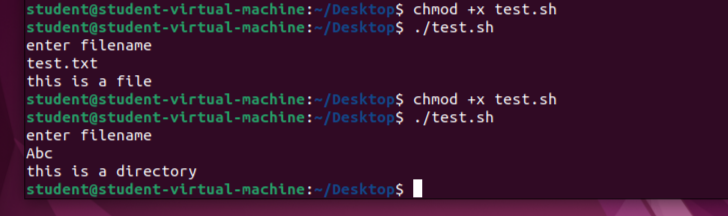 student@student-virtual-machine:~/Desktop$ chmod +x test.sh
student@student-virtual-machine:~/Desktop$ ./test.sh
enter filename
test.txt
this is a file
student@student-virtual-machine:~/Desktop$ chmod +x test.sh
student@student-virtual-machine:~/Desktop$ ./test.sh
enter filename
Abc
this is a directory
student@student-virtual-machine:~/Desktop$